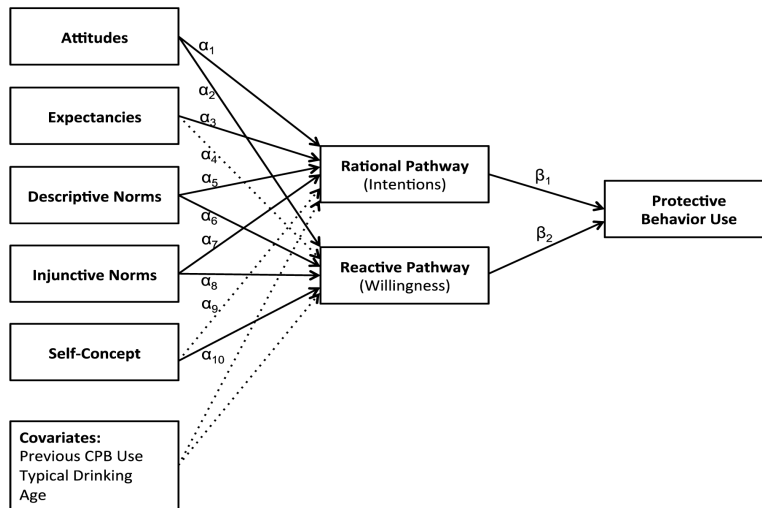 Attitudes
Expectancies
Descriptive Norms
Injunctive Norms
Self-Concept
Covariates:
Previous CPB Use
Typical Drinking
Age
α1
α2
α3
α4
α5
α6
α7
α8
α9
α10
Rational Pathway
(Intentions)
Reactive Pathway
(Willingness)
β1
β2
Protective
Behavior Use